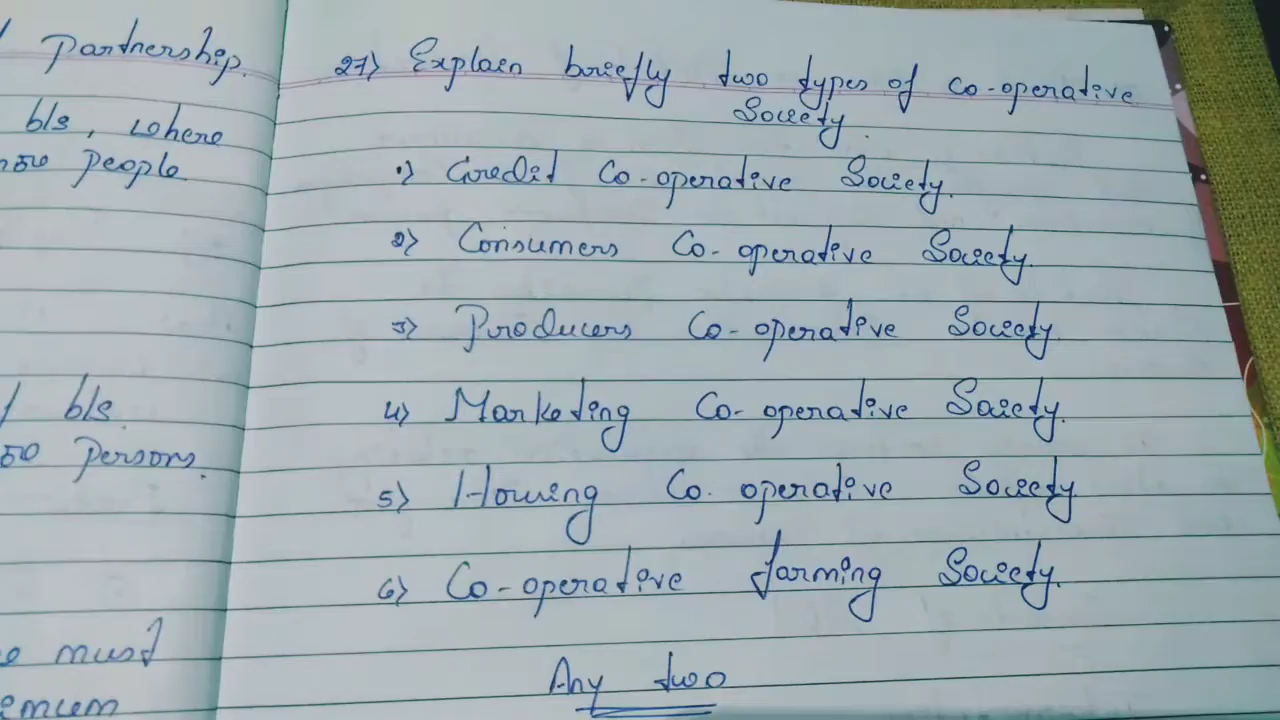 Partnership.
b/s, where
people
b/s.
50 Persons.
must
27) Explain briefly two types of Co-operative
Society.
1) Credit Co-operative Society.
2) Consumers Co-operative Society.
3) Producers Co-operative Society.
4) Marketing Co-operative Society.
5) Housing Co-operative Society.
6) Co-operative farming Society.
Any two